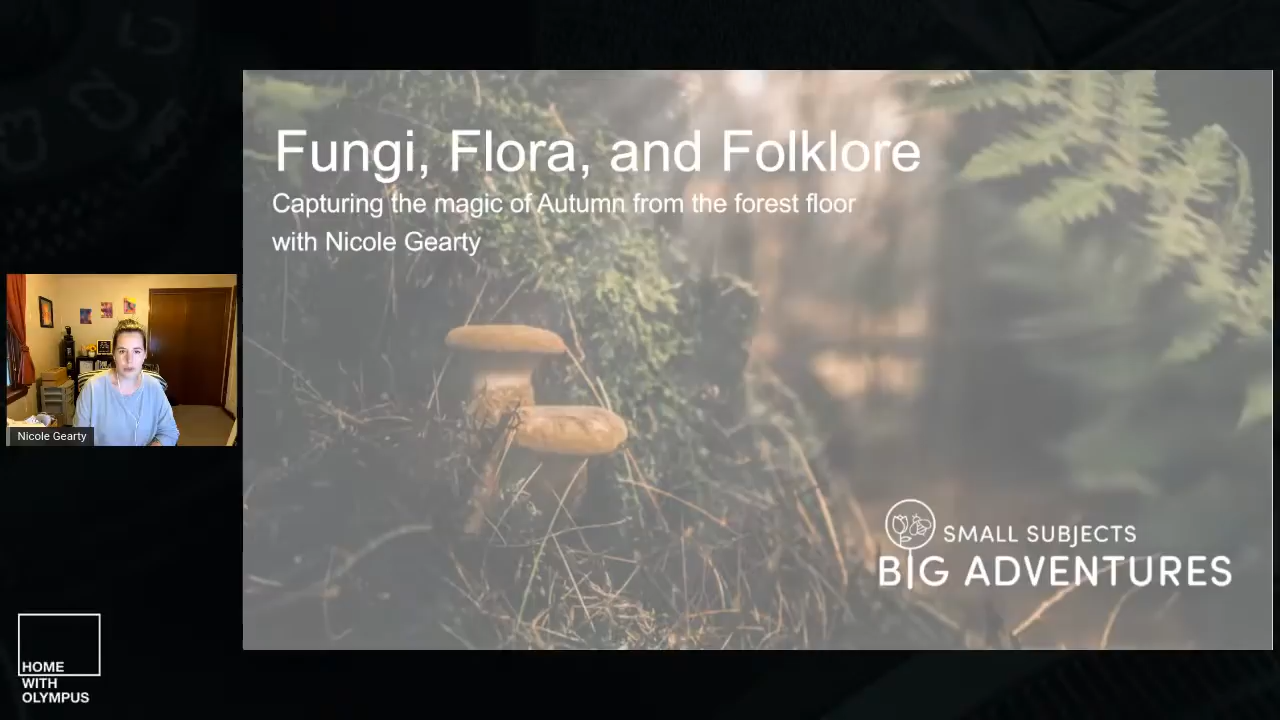 Fungi, Flora, and Folklore
Capturing the magic of Autumn from the forest floor
with Nicole Gearty
Nicole Gearty
SMALL SUBJECTS
BIG ADVENTURES
HOME
WITH
OLYMPUS